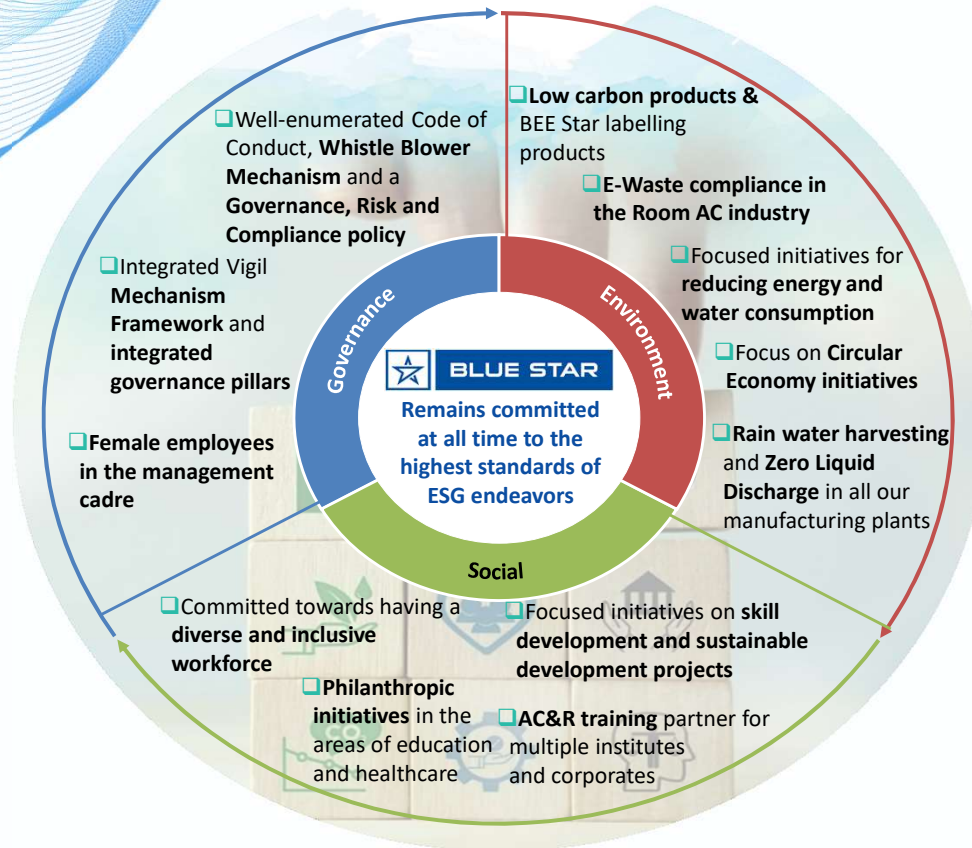 ❑Well-enumerated Code of
Conduct, Whistle Blower
Mechanism and a
Governance, Risk and
Compliance policy
❑Integrated Vigil
Mechanism
Framework and
integrated
governance pillars
❑Female employees
in the management
cadre
❑Low carbon products &
BEE Star labelling
products
❑E-Waste compliance in
the Room AC industry
❑Focused initiatives for
reducing energy and
water consumption
❑Focus on Circular
Economy initiatives
❑Rain water harvesting
and Zero Liquid
Discharge in all our
manufacturing plants
Governance
Environment
Social
BLUE STAR
Remains committed
at all time to the
highest standards of
ESG endeavors
❑Committed towards having a
diverse and inclusive
workforce
❑Philanthropic
initiatives in the
areas of education
and healthcare
❑Focused initiatives on skill
development and sustainable
development projects
❑AC&R training partner for
multiple institutes
and corporates
CO₂